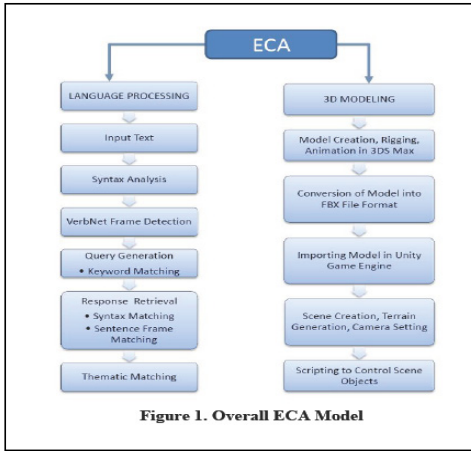 ECA
LANGUAGE PROCESSING
Input Text
Syntax Analysis
VerbNet Frame Detection
Query Generation
• Keyword Matching
Response Retrieval
• Syntax Matching
• Sentence Frame
Matching
Thematic Matching
3D MODELING
Model Creation, Rigging,
Animation in 3DS Max
Conversion of Model into
FBX File Format
Importing Model in Unity
Game Engine
Scene Creation, Terrain
Generation, Camera Setting
Scripting to Control Scene
Objects
Figure 1. Overall ECA Model